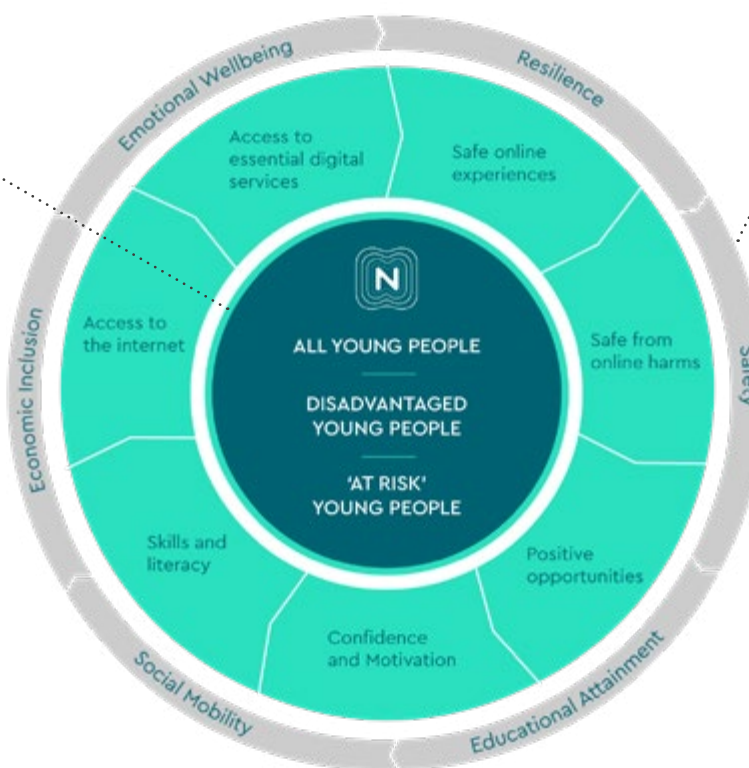 Emotional Wellbeing
Resilience
Safety
Educational Attainment
Social Mobility
Economic Inclusion
Access to
essential digital
services
Safe online
experiences
Safe from
online harms
Positive
opportunities
Confidence
and Motivation
Skills and
literacy
Access to
the internet
N
ALL YOUNG PEOPLE
DISADVANTAGED
YOUNG PEOPLE
‘AT RISK’
YOUNG PEOPLE